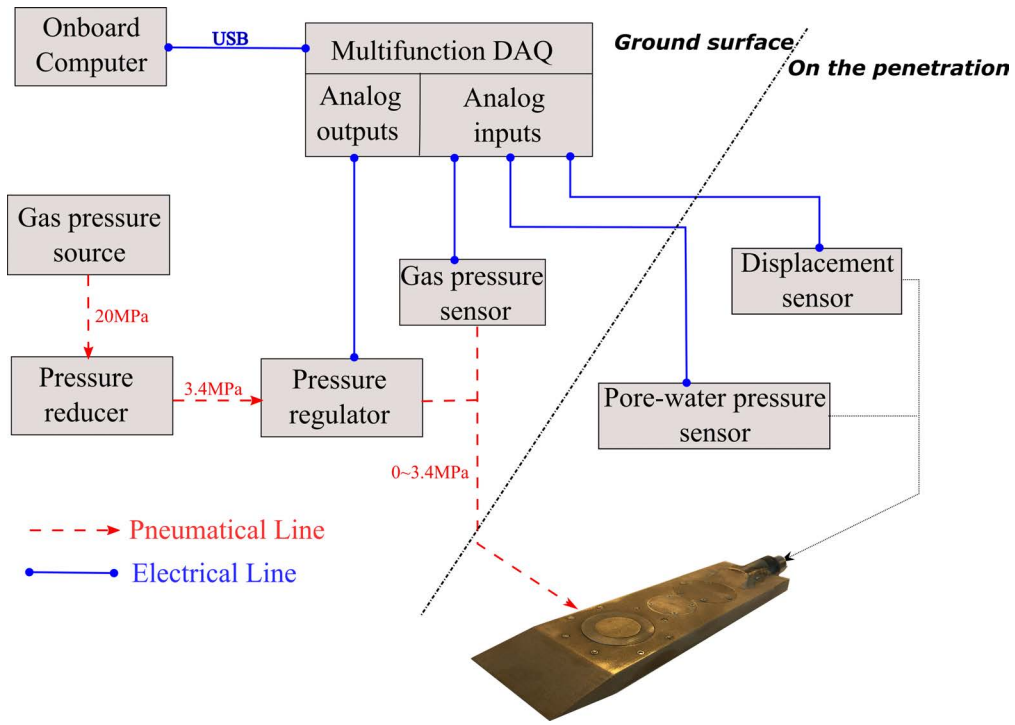 Onboard
Computer
USB
Multifunction DAQ
Analog
outputs
Analog
inputs
Ground surface
On the penetration
Gas pressure
source
20MPa
Gas pressure
sensor
Displacement
sensor
Pressure
reducer
3.4MPa
Pressure
regulator
Pore-water pressure
sensor
0~3.4MPa
Pneumatical Line
Electrical Line